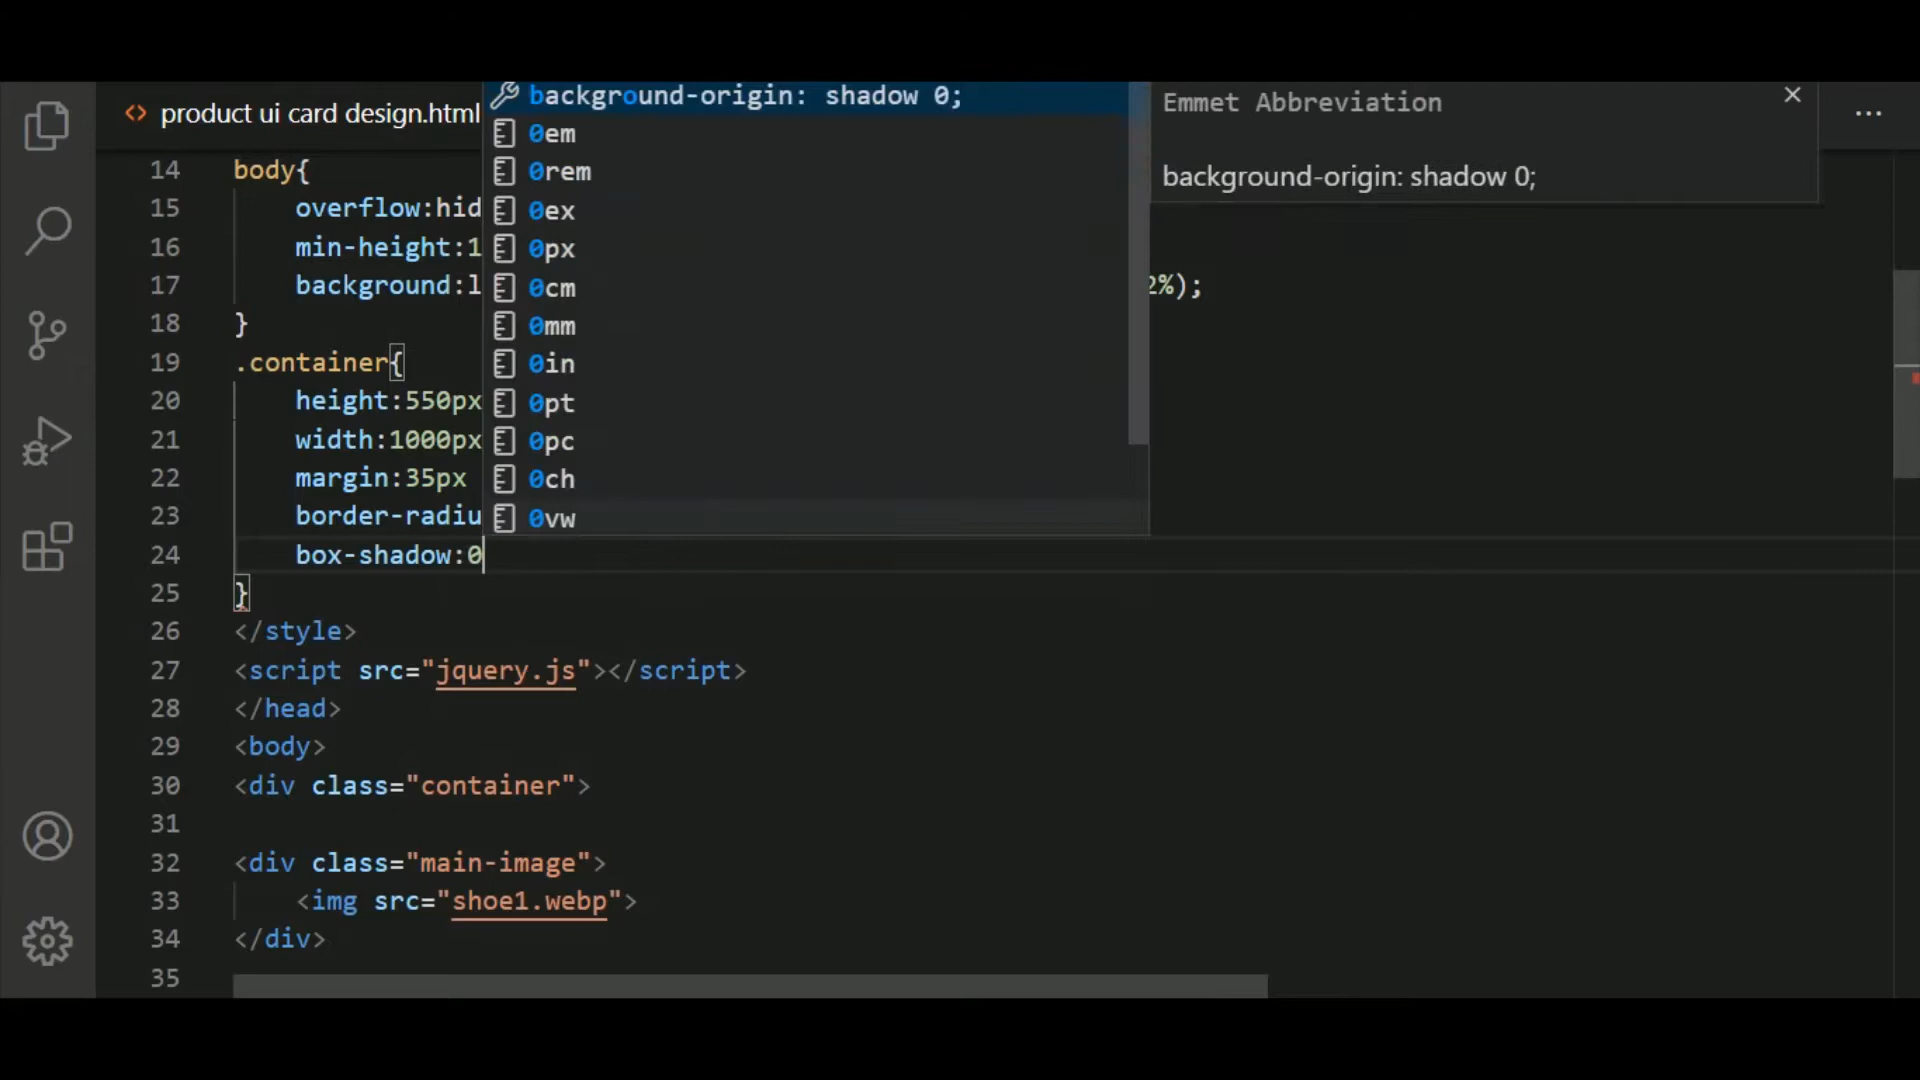 product ui card design.html
background-origin: shadow 0;
0em
0rem
0ex
0px
0cm
0mm
0in
0pt
0pc
0ch
0vw
Emmet Abbreviation
background-origin: shadow 0;
14 body{
15 overflow:hid
16 min-height:1
17 background:l 2%);
18 }
19 .container{
20 height:550px
21 width:1000px
22 margin:35px
23 border-radiu
24 box-shadow:0
25 }
26 </style>
27 <script src="jquery.js"></script>
28 </head>
29 <body>
30 <div class="container">
31
32 <div class="main-image">
33 <img src="shoe1.webp">
34 </div>
35